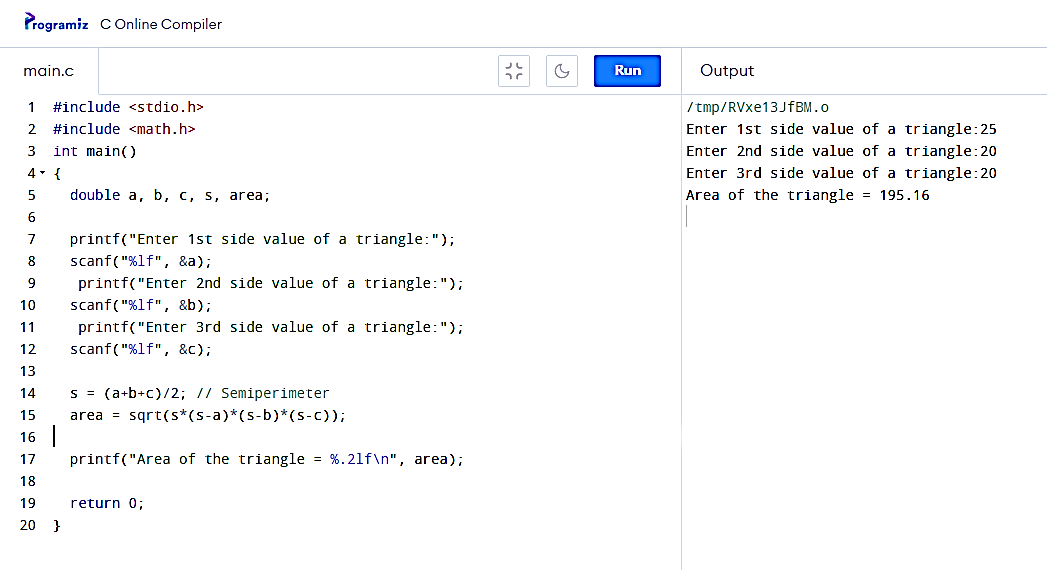 Programiz C Online Compiler
main.c
Run
Output
1 #include <stdio.h>
2 #include <math.h>
3 int main()
4 {
5 double a, b, c, s, area;
6
7 printf("Enter 1st side value of a triangle:");
8 scanf("%lf", &a);
9 printf("Enter 2nd side value of a triangle:");
10 scanf("%lf", &b);
11 printf("Enter 3rd side value of a triangle:");
12 scanf("%lf", &c);
13
14 s = (a+b+c)/2; // Semiperimeter
15 area = sqrt(s*(s-a)*(s-b)*(s-c));
16
17 printf("Area of the triangle = %.2lf\n", area);
18
19 return 0;
20 }
/tmp/RVxe13JfBM.o
Enter 1st side value of a triangle:25
Enter 2nd side value of a triangle:20
Enter 3rd side value of a triangle:20
Area of the triangle = 195.16